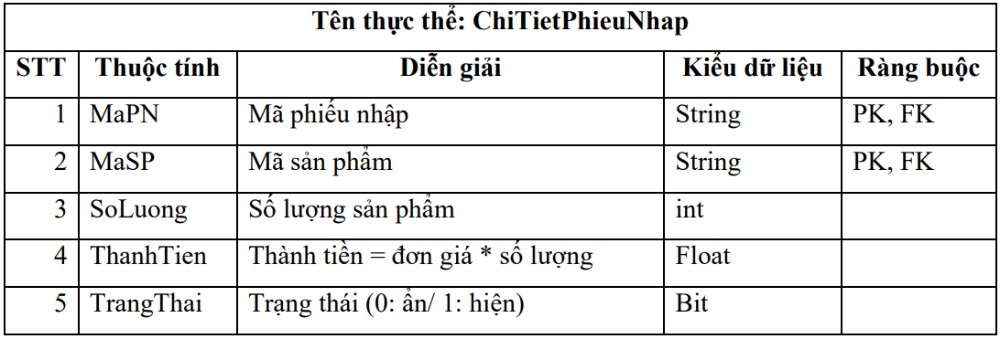 Tên thực thể: ChiTietPhieuNhap
STT Thuộc tính Diễn giải Kiểu dữ liệu Ràng buộc
1 MaPN Mã phiếu nhập String PK, FK
2 MaSP Mã sản phẩm String PK, FK
3 SoLuong Số lượng sản phẩm int
4 ThanhTien Thành tiền = đơn giá * số lượng Float
5 TrangThai Trạng thái (0: ẩn/ 1: hiện) Bit